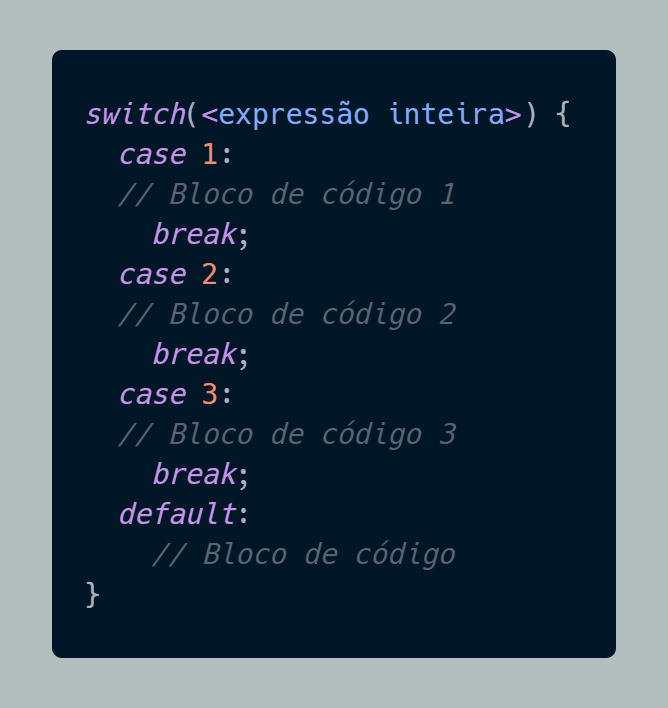 switch(<expressão inteira>) {
  case 1:
  // Bloco de código 1
    break;
  case 2:
  // Bloco de código 2
    break;
  case 3:
  // Bloco de código 3
    break;
  default:
    // Bloco de código
}